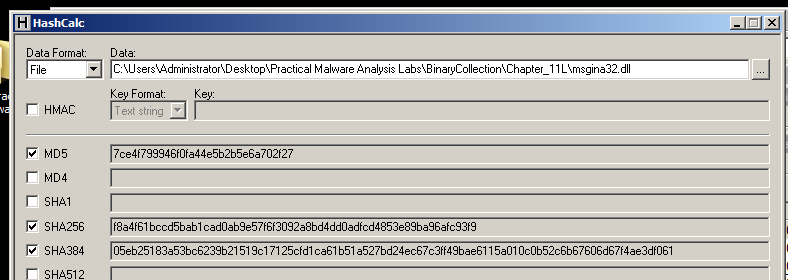 HashCalc
Data Format: Data:
File C:\Users\Administrator\Desktop\Practical Malware Analysis Labs\BinaryCollection\Chapter_11L\msgina32.dll ...
Key Format: Key:
HMAC Text string
MD5 7ce4f799946f0fa44e5b2b5e6a702f27
MD4
SHA1
SHA256 f8a4f61bccd5bab1cad0ab9e57f6f3092a8bd4dd0adfcd4853e89ba96afc93f9
SHA384 05eb25183a53bc6239b21519c17125cfd1ca61b51a527bd24ec67c3ff49bae6115a010c0b52c6b67606d67f4ae3df061
SHA512